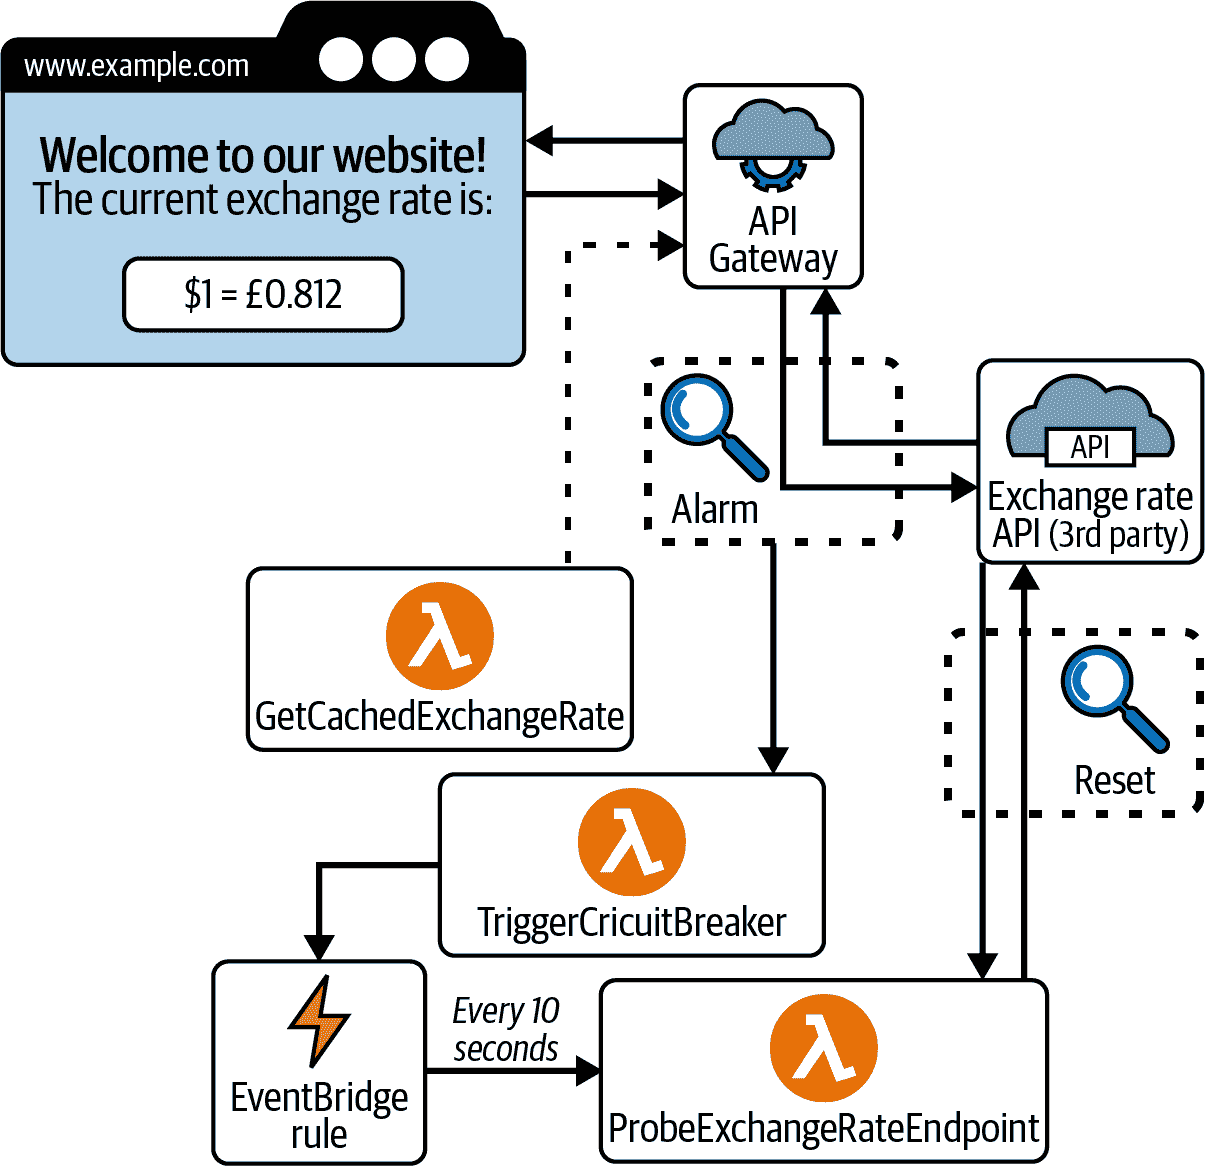 www.example.com
Welcome to our website!
The current exchange rate is:
$1 = £0.812
API
Gateway
API
Exchange rate
API (3rd party)
Alarm
GetCachedExchangeRate
Reset
TriggerCricuitBreaker
Every 10
seconds
EventBridge
rule
ProbeExchangeRateEndpoint